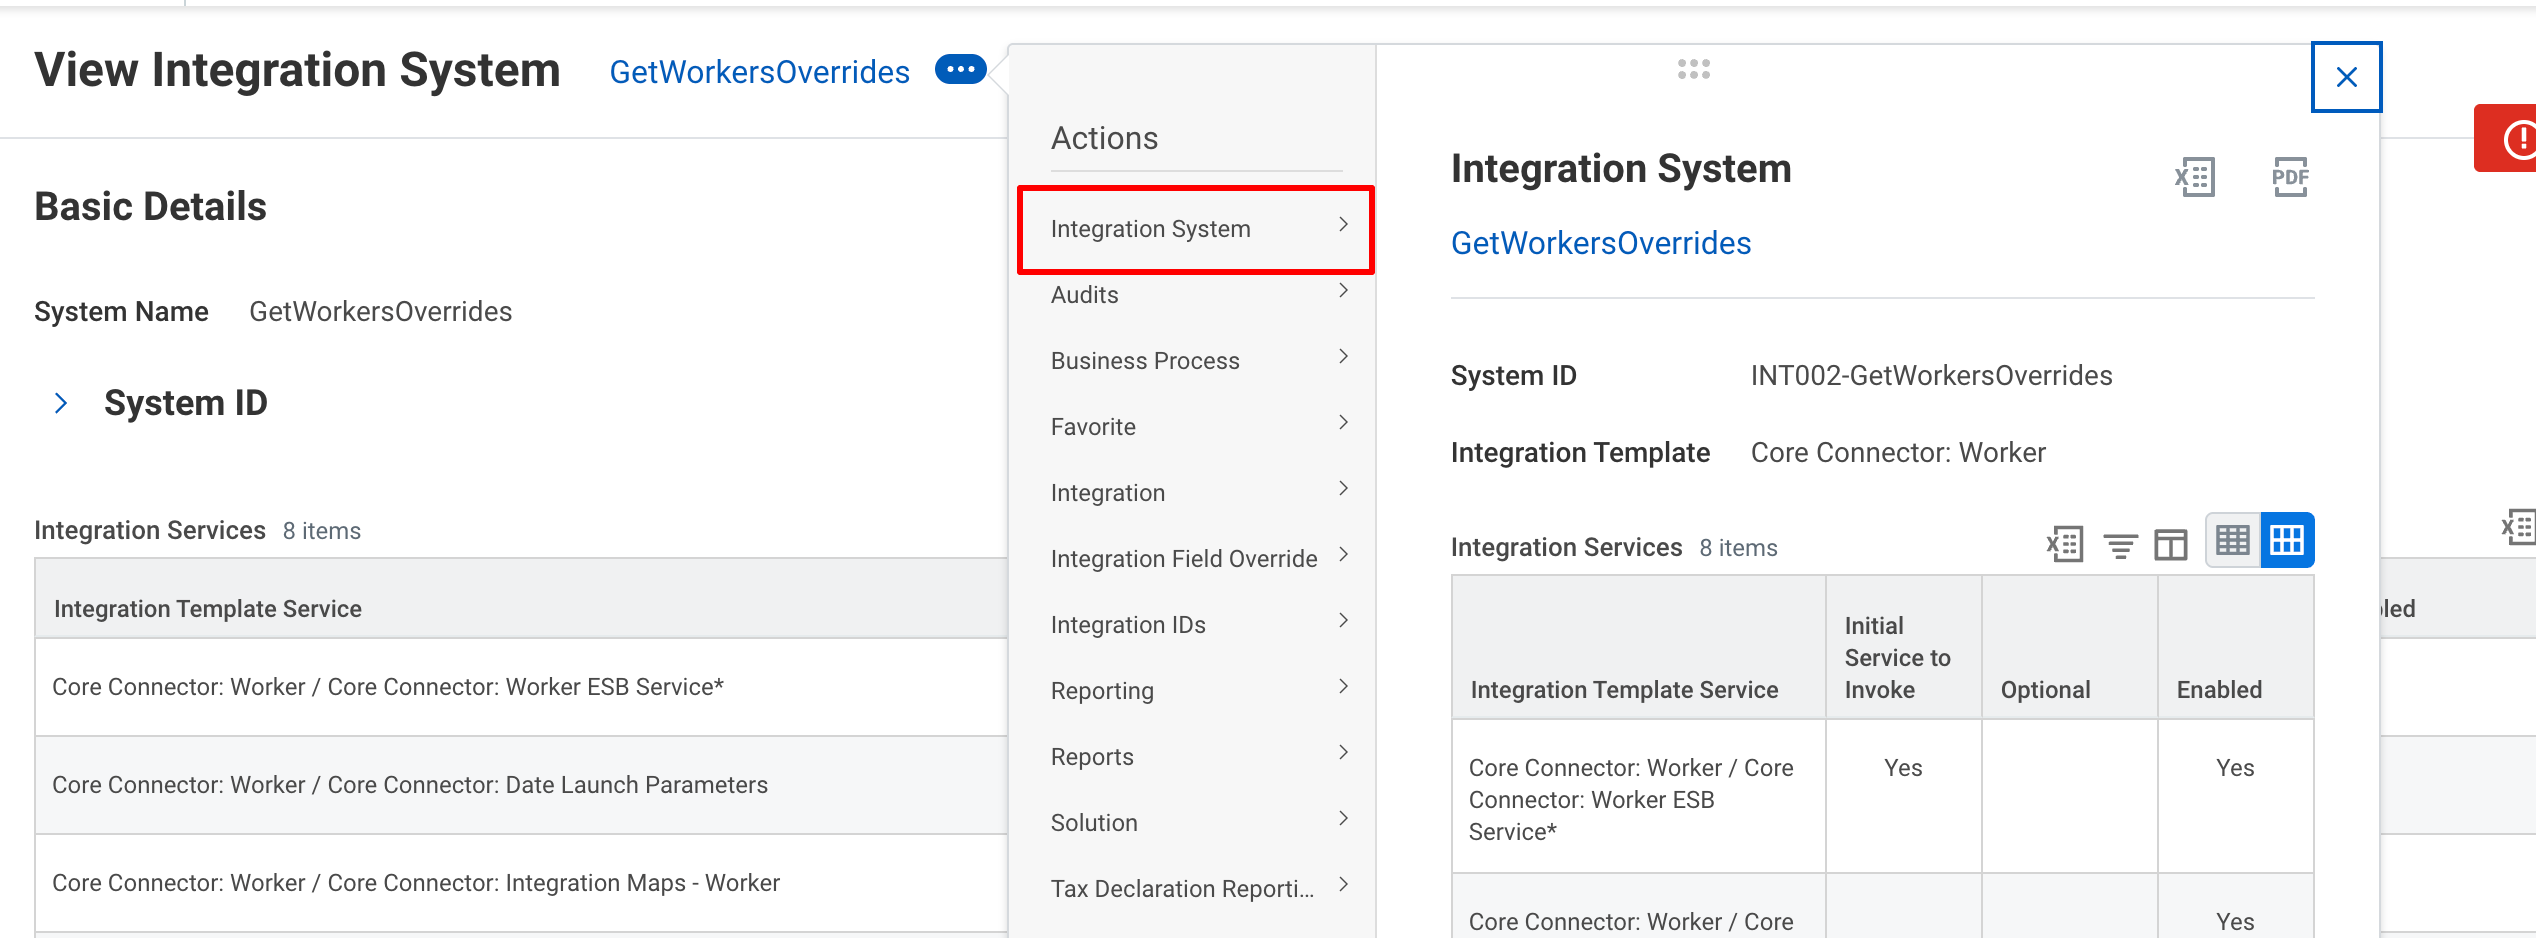 View Integration System
GetWorkersOverrides
Basic Details
System Name
GetWorkersOverrides
System ID
Integration Services 8 items
Integration Template Service
Core Connector: Worker / Core Connector: Worker ESB Service*
Core Connector: Worker / Core Connector: Date Launch Parameters
Core Connector: Worker / Core Connector: Integration Maps - Worker
Actions
Integration System
Audits
Business Process
Favorite
Integration
Integration Field Override
Integration IDs
Reporting
Reports
Solution
Tax Declaration Reporti...
Integration System
X
PDF
GetWorkersOverrides
System ID
INT002-GetWorkersOverrides
Integration Template
Core Connector: Worker
Integration Services 8 items
X
Integration Template Service
Initial
Service to
Invoke
Optional
Enabled
Core Connector: Worker / Core
Connector: Worker ESB
Service*
Yes
Yes
Core Connector: Worker / Core
Yes
X